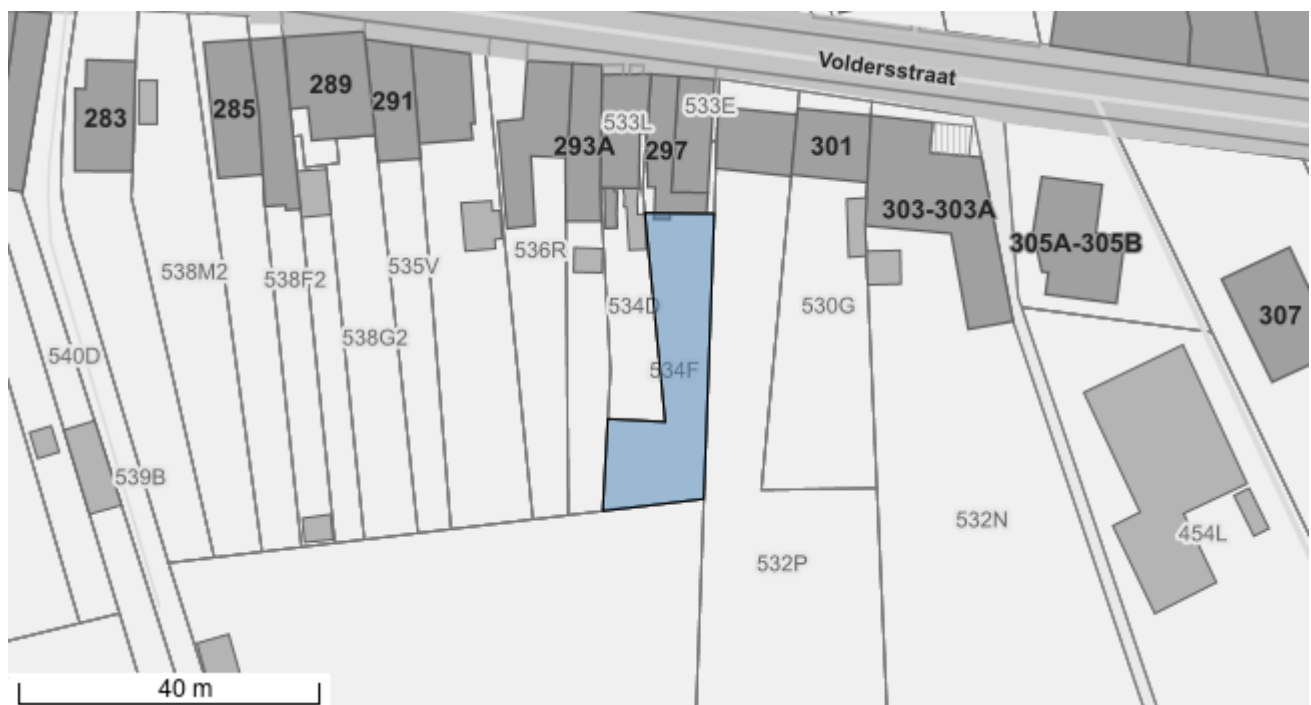 Voldersstraat
289
291
283
285
533E
533L
293A
297
301
303-303A
305A-305B
536R
535V
538M2
538F2
534D
530G
307
538G2
540D
534F
539B
532N
454L
532P
40 m